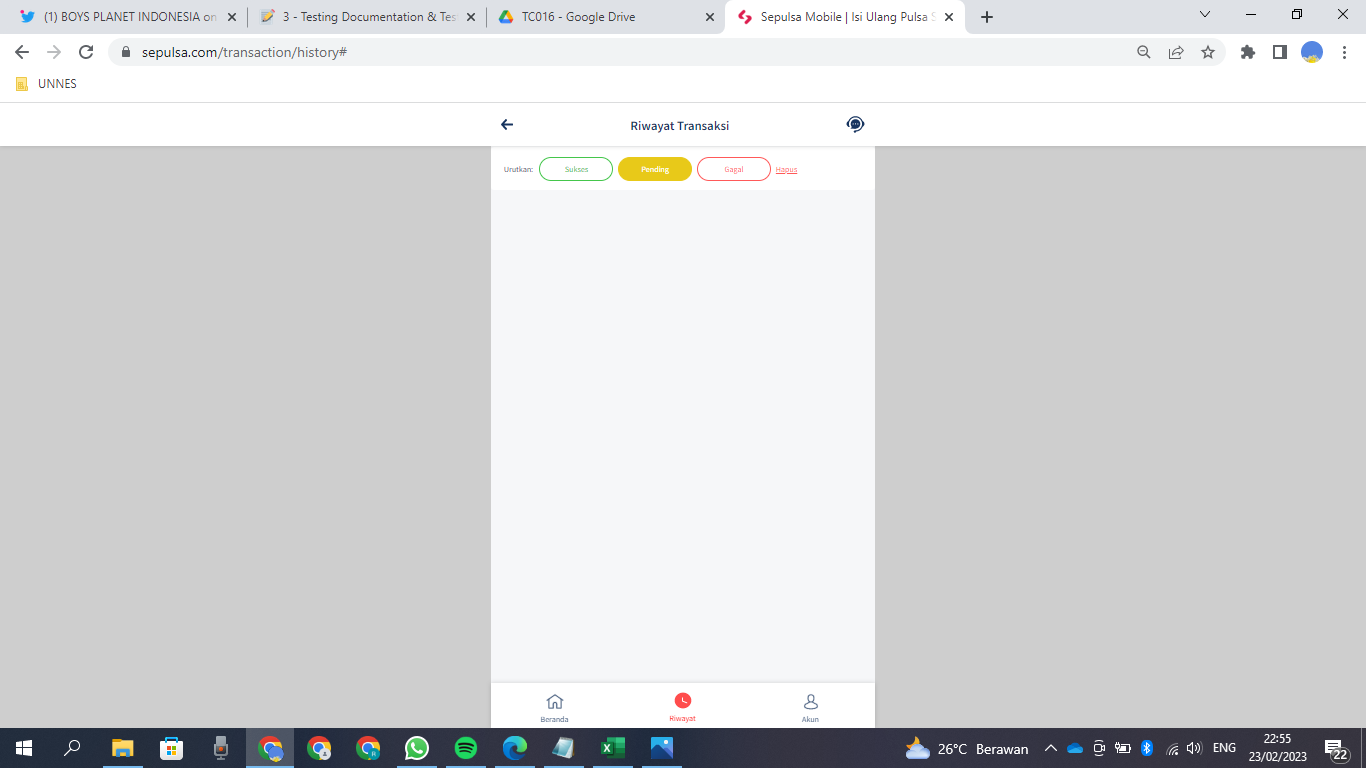 (1) BOYS PLANET INDONESIA on
3 - Testing Documentation & Tes
TC016 - Google Drive
Sepulsa Mobile | Isi Ulang Pulsa S
sepulsa.com/transaction/history#
UNNES
Riwayat Transaksi
Urutkan: Sukses Pending Gagal Hapus
Beranda Riwayat Akun
26°C Berawan ENG 22:55
23/02/2023 22